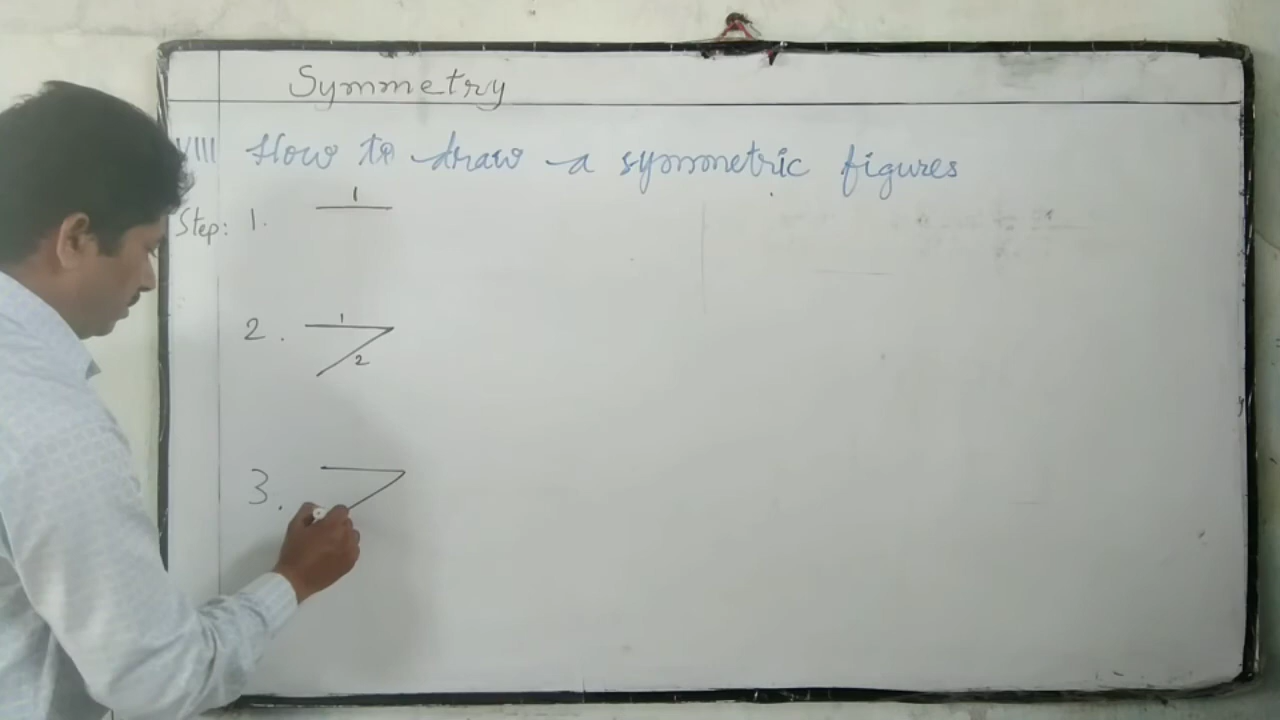 Symmetry
VIII How to draw a symmetric figures
Step: 1. 1
2. 1
2
3.